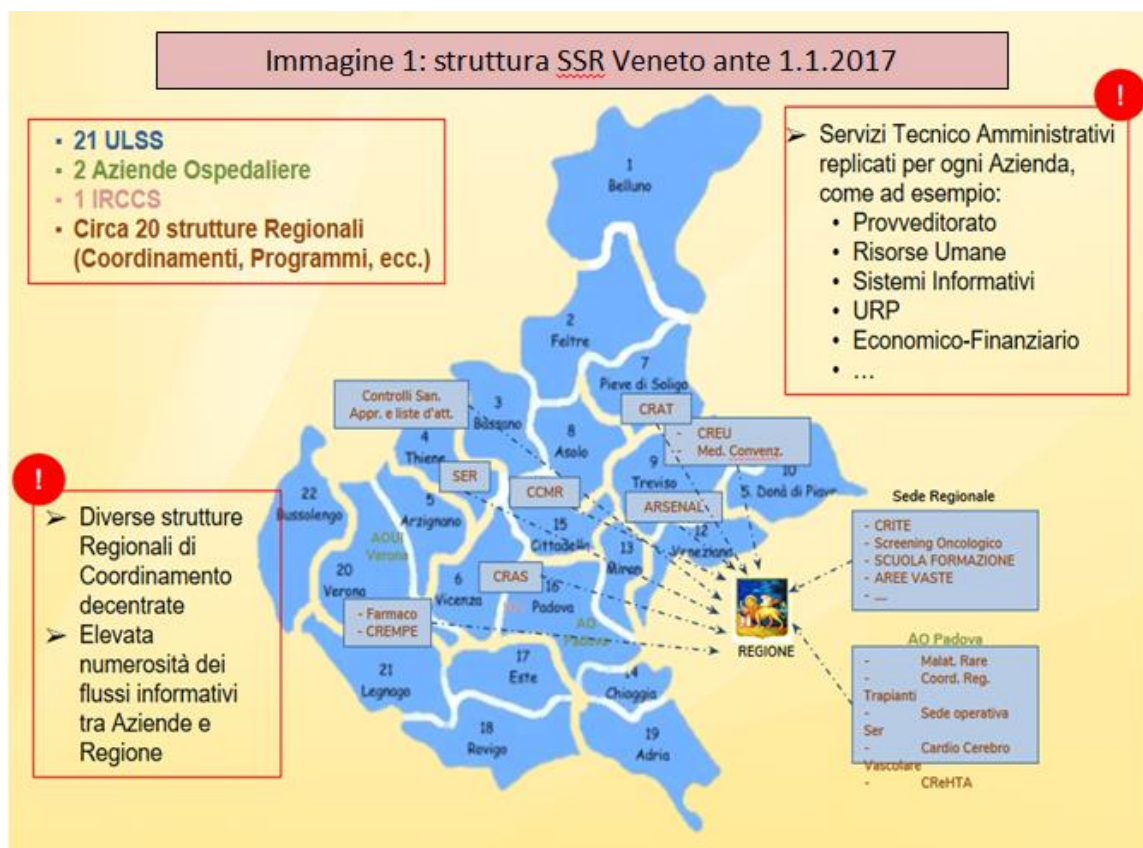 Immagine 1: struttura SSR Veneto ante 1.1.2017
▪ 21 ULSS
▪ 2 Aziende Ospedaliere
▪ 1 IRCCS
▪ Circa 20 strutture Regionali
(Coordinamenti, Programmi, ecc.)
!
➢ Servizi Tecnico Amministrativi
replicati per ogni Azienda,
come ad esempio:
• Provveditorato
• Risorse Umane
• Sistemi Informativi
• URP
• Economico-Finanziario
• ...
1
Belluno
2
Feltre
7
Pieve di Soligo
Controlli San.
Appr. e liste d'att.
3
Bassano
CRAT
- CREU
- Med. Convenz.
4
Thiene
8
Asolo
SER
9
Treviso
10
S. Donà di Piave
CCMR
ARSENAL
!
➢ Diverse strutture
Regionali di
Coordinamento
decentrate
➢ Elevata
numerosità dei
flussi informativi
tra Aziende e
Regione
22
Bussolengo
5
Arzignano
AOUI
Verona
15
Cittadella
12
Veneziana
13
Miran
20
Verona
6
Vicenza
CRAS
16
Padova
AO
Padova
- Farmaco
- CREMPE
21
Legnago
17
Este
14
Chioggia
18
Rovigo
19
Adria
REGIONE
Sede Regionale
- CRITE
- Screening Oncologico
- SCUOLA FORMAZIONE
- AREE VASTE
- ....
AO Padova
- Malat. Rare
- Coord. Reg.
Trapianti
- Sede operativa
Ser
- Cardio Cerebro
Vascolare
- CReHTA